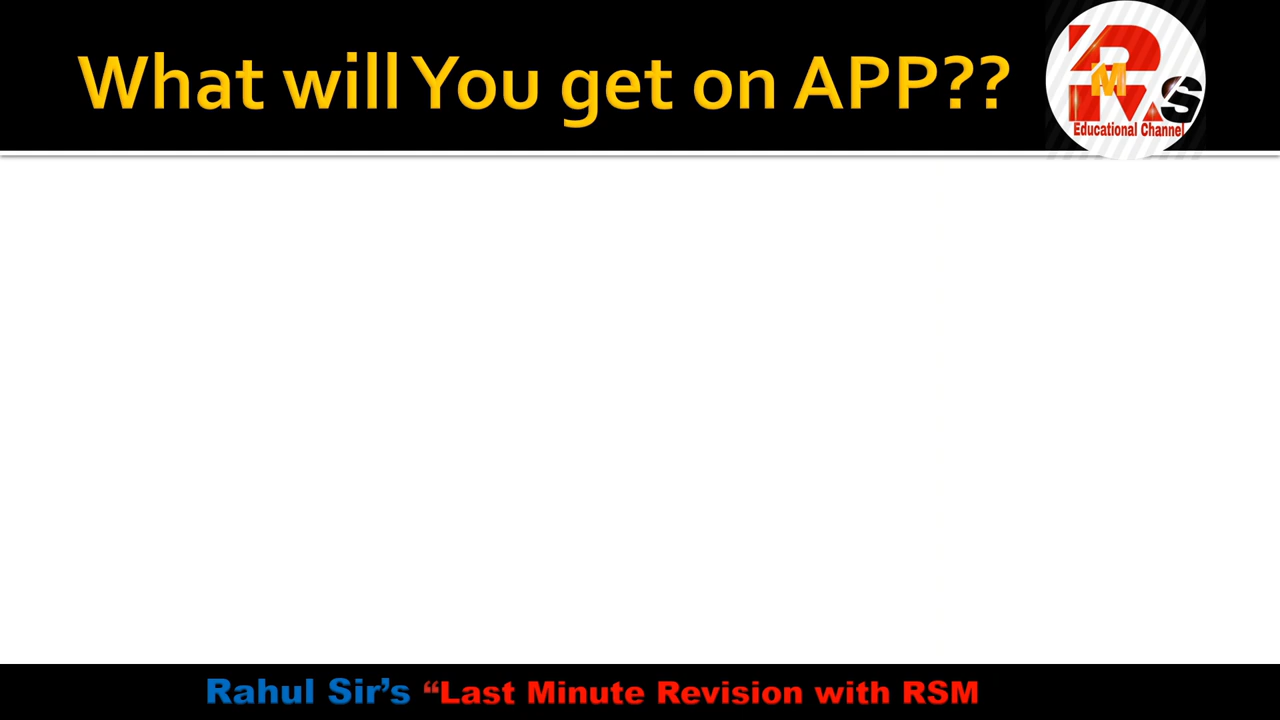 What will You get on APP??
RMS
Educational Channel
Rahul Sir’s “Last Minute Revision with RSM